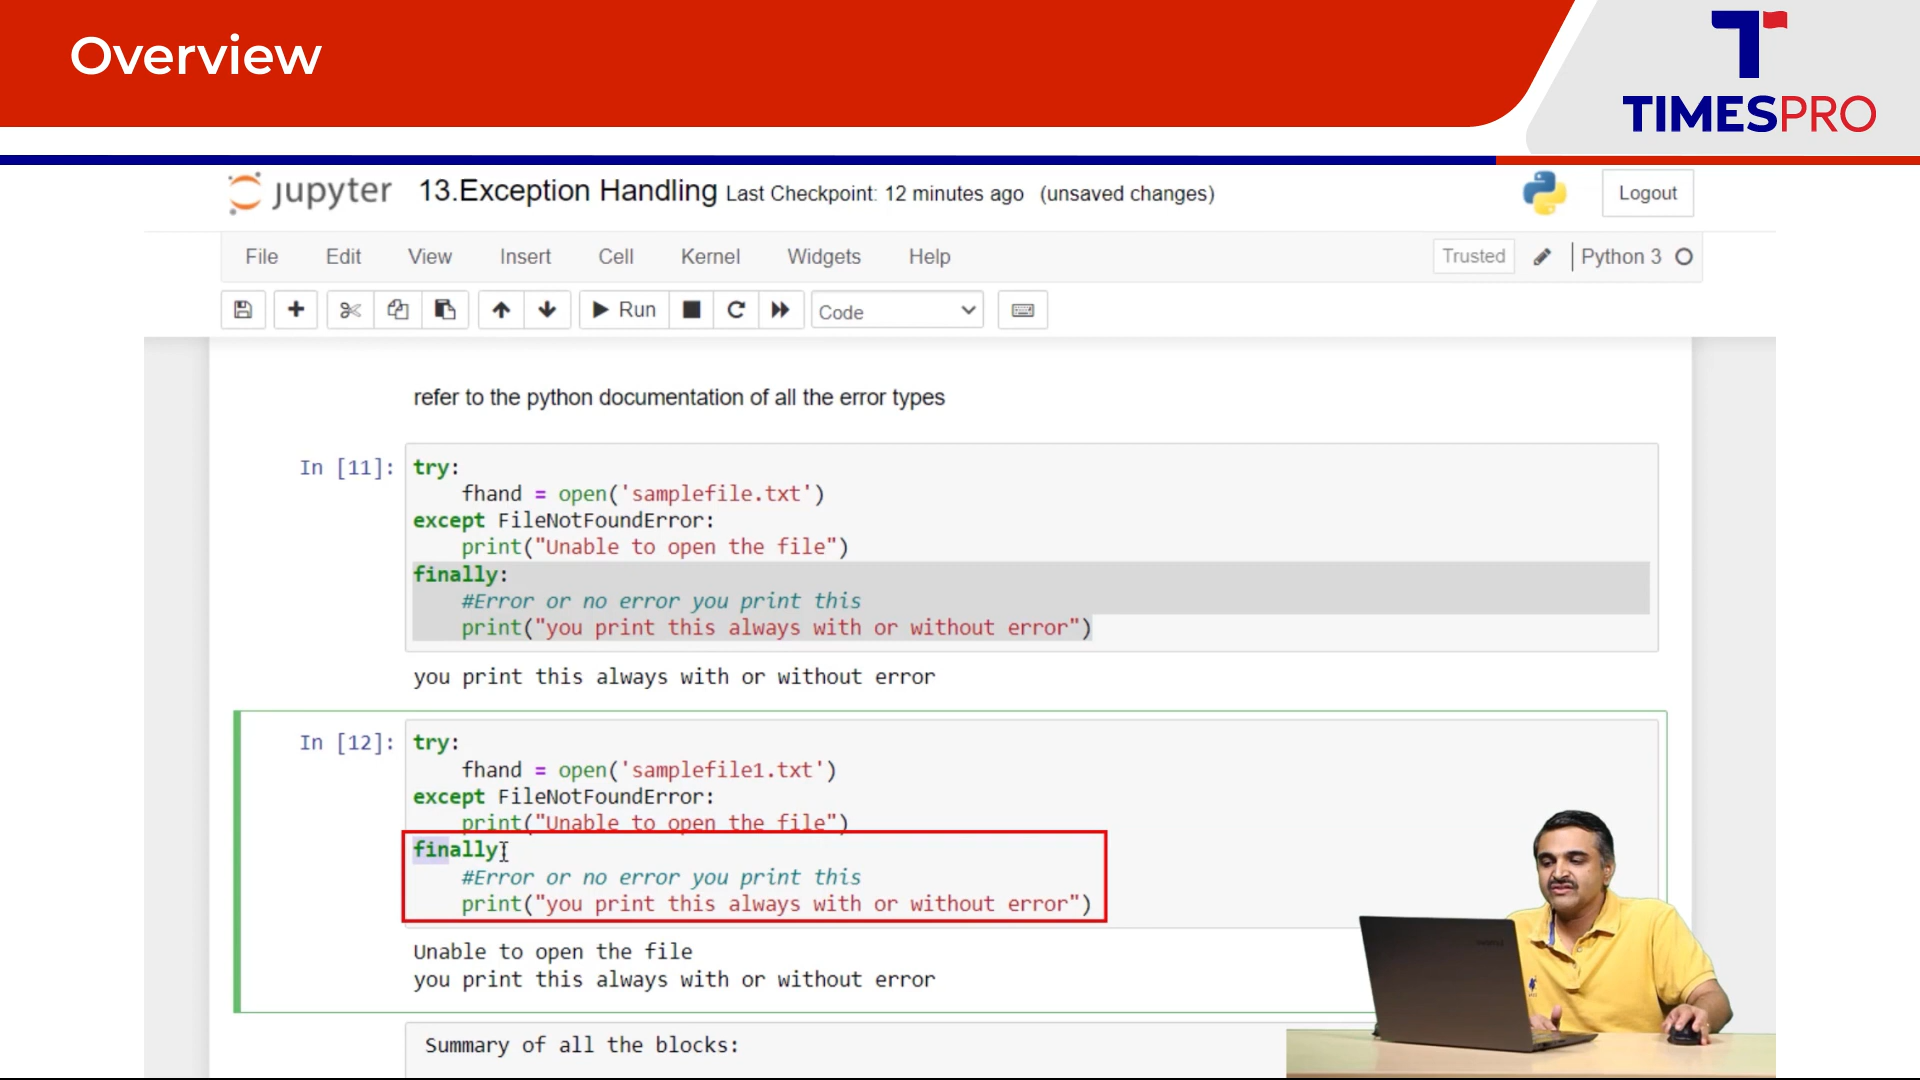 Overview
TIMESPRO
jupyter 13.Exception Handling Last Checkpoint: 12 minutes ago (unsaved changes)
Logout
File Edit View Insert Cell Kernel Widgets Help
Trusted Python 3
Run Code
refer to the python documentation of all the error types
In [11]: try:
    fhand = open('samplefile.txt')
except FileNotFoundError:
    print("Unable to open the file")
finally:
    #Error or no error you print this
    print("you print this always with or without error")
you print this always with or without error
In [12]: try:
    fhand = open('samplefile1.txt')
except FileNotFoundError:
    print("Unable to open the file")
finally:
    #Error or no error you print this
    print("you print this always with or without error")
Unable to open the file
you print this always with or without error
Summary of all the blocks: